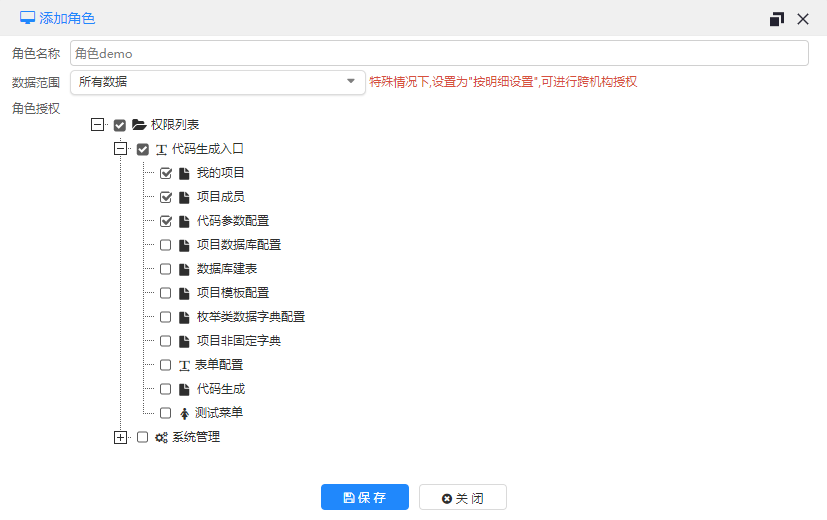 添加角色
角色名称 角色demo
数据范围 所有数据 特殊情况下,设置为"按明细设置",可进行跨机构授权
角色授权
权限列表
代码生成入口
我的项目
项目成员
代码参数配置
项目数据库配置
数据库建表
项目模板配置
枚举类数据字典配置
项目非固定字典
表单配置
代码生成
测试菜单
系统管理
保存 关闭